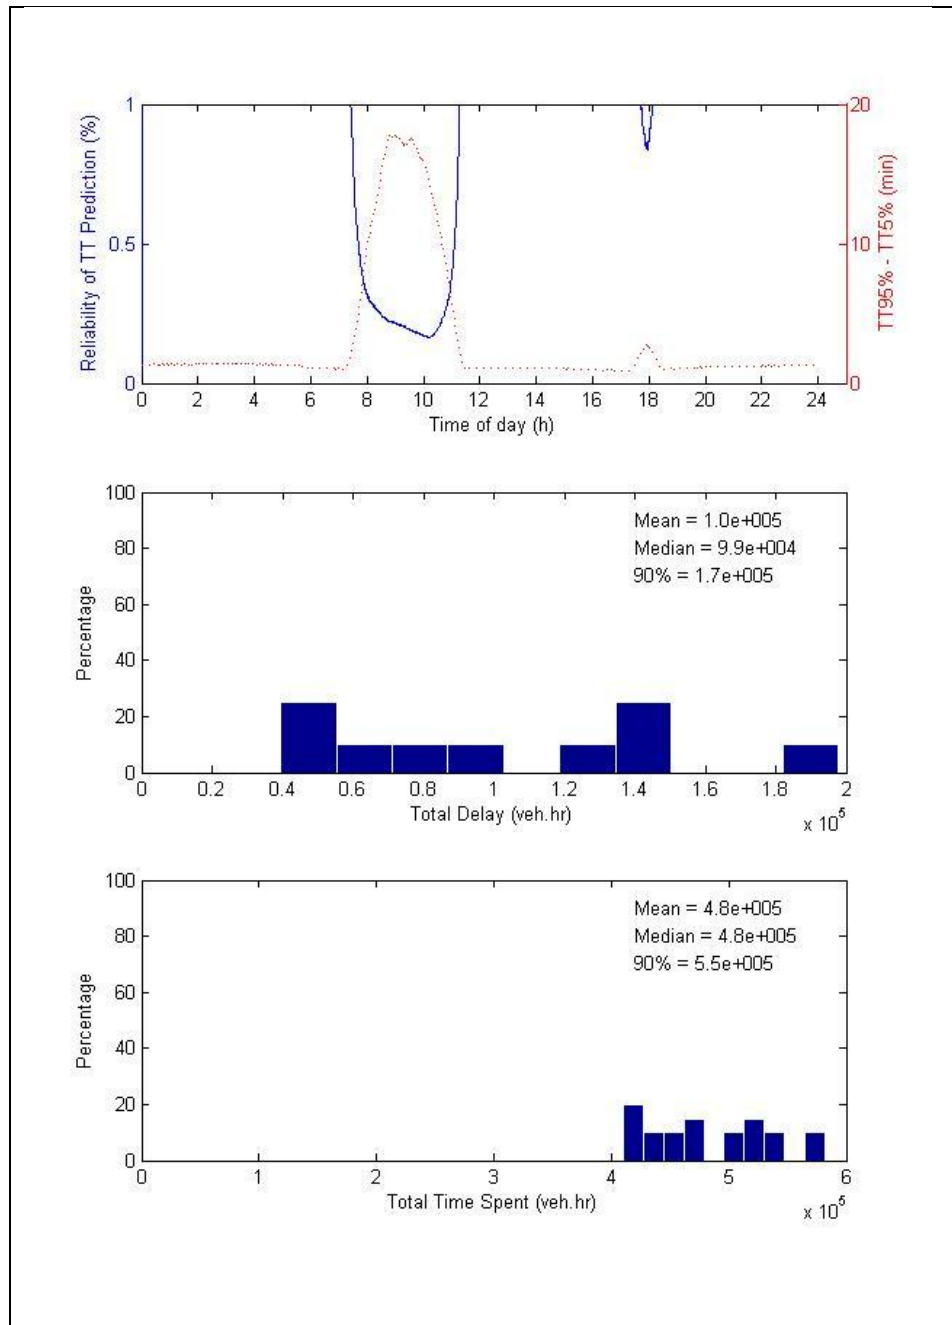 1
0.5
0
Reliability of TT Prediction (%)
20
10
0
TT95% - TT5% (min)
0 2 4 6 8 10 12 14 16 18 20 22 24
Time of day (h)
100
80
60
40
20
0
Percentage
Mean = 1.0e+005
Median = 9.9e+004
90% = 1.7e+005
0 0.2 0.4 0.6 0.8 1 1.2 1.4 1.6 1.8 2
Total Delay (veh.hr)
x 10⁵
100
80
60
40
20
0
Percentage
Mean = 4.8e+005
Median = 4.8e+005
90% = 5.5e+005
0 1 2 3 4 5 6
Total Time Spent (veh.hr)
x 10⁵